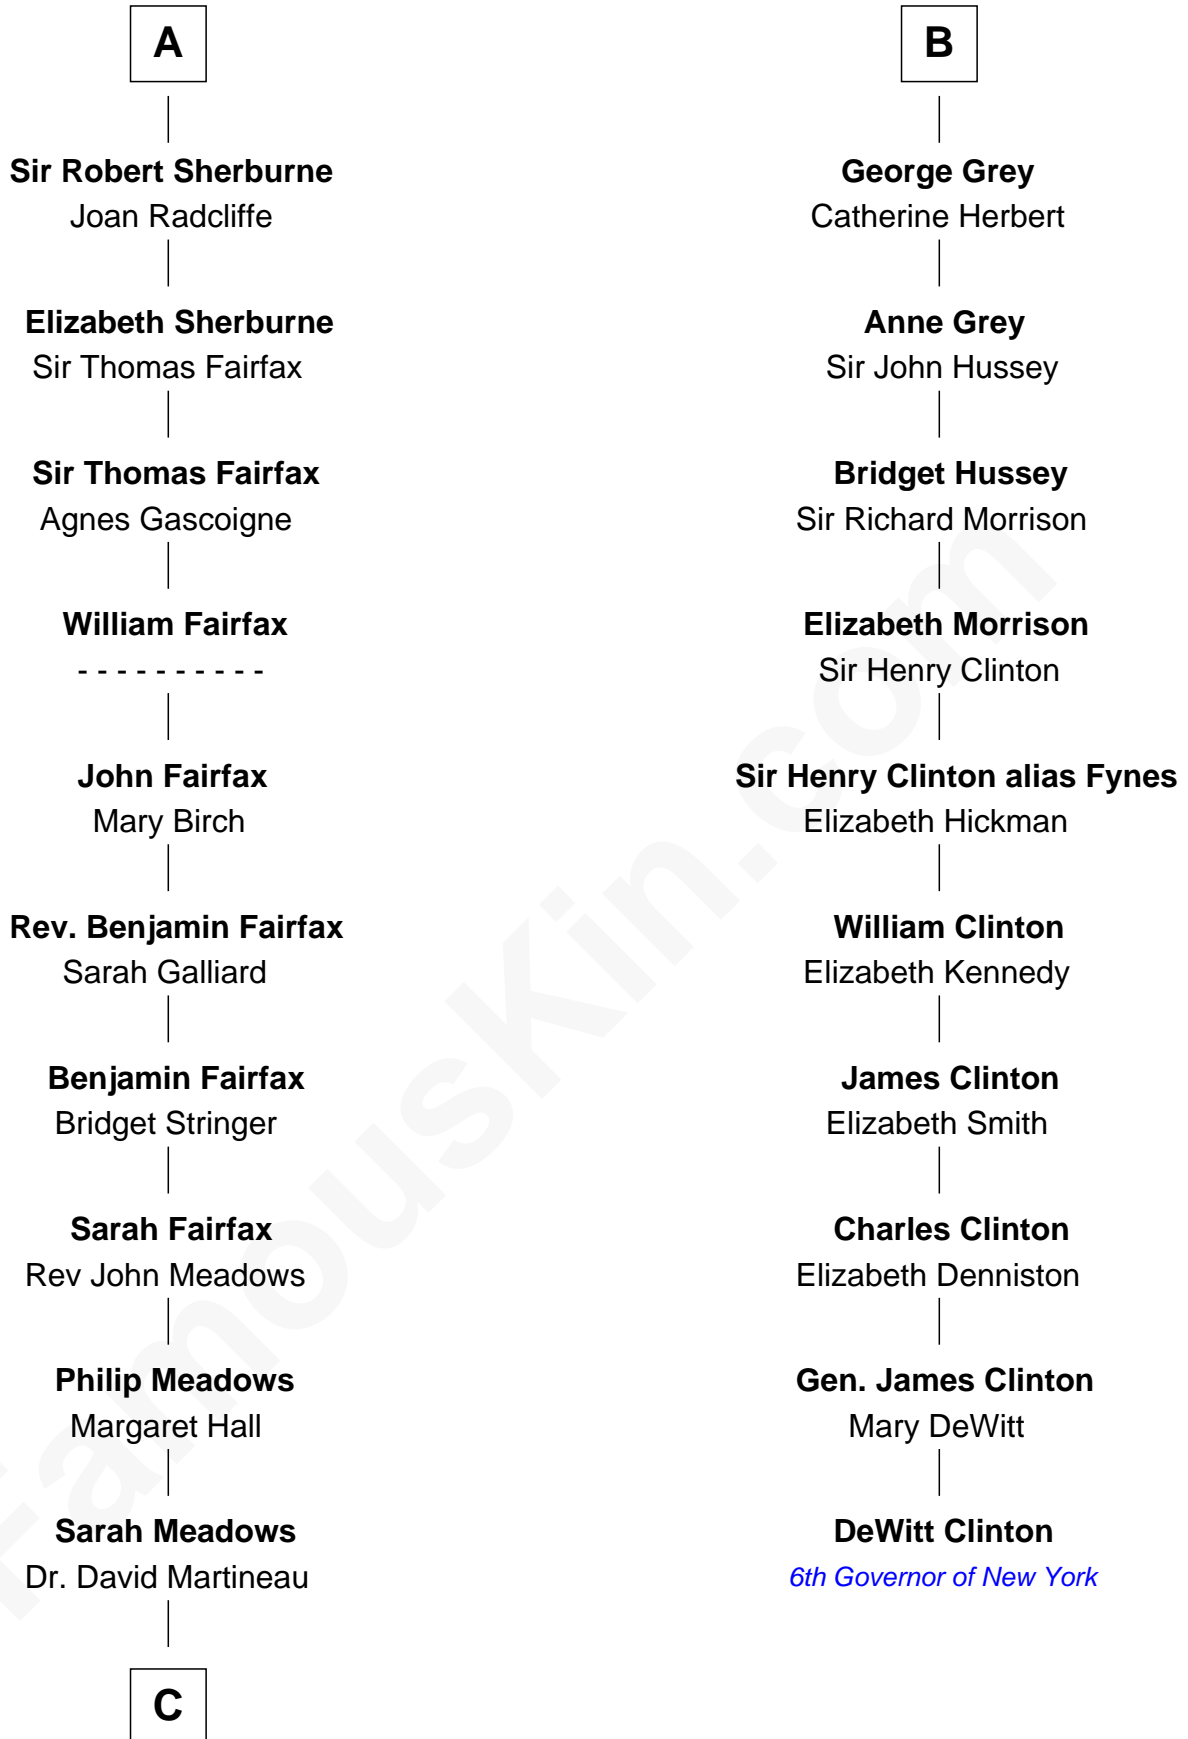 A
Sir Robert Sherburne
Joan Radcliffe
Elizabeth Sherburne
Sir Thomas Fairfax
Sir Thomas Fairfax
Agnes Gascoigne
William Fairfax
- - - - - - - - - -
John Fairfax
Mary Birch
Rev. Benjamin Fairfax
Sarah Galliard
Benjamin Fairfax
Bridget Stringer
Sarah Fairfax
Rev John Meadows
Philip Meadows
Margaret Hall
Sarah Meadows
Dr. David Martineau
C
B
George Grey
Catherine Herbert
Anne Grey
Sir John Hussey
Bridget Hussey
Sir Richard Morrison
Elizabeth Morrison
Sir Henry Clinton
Sir Henry Clinton alias Fynes
Elizabeth Hickman
William Clinton
Elizabeth Kennedy
James Clinton
Elizabeth Smith
Charles Clinton
Elizabeth Denniston
Gen. James Clinton
Mary DeWitt
DeWitt Clinton
6th Governor of New York
FamousKin.com